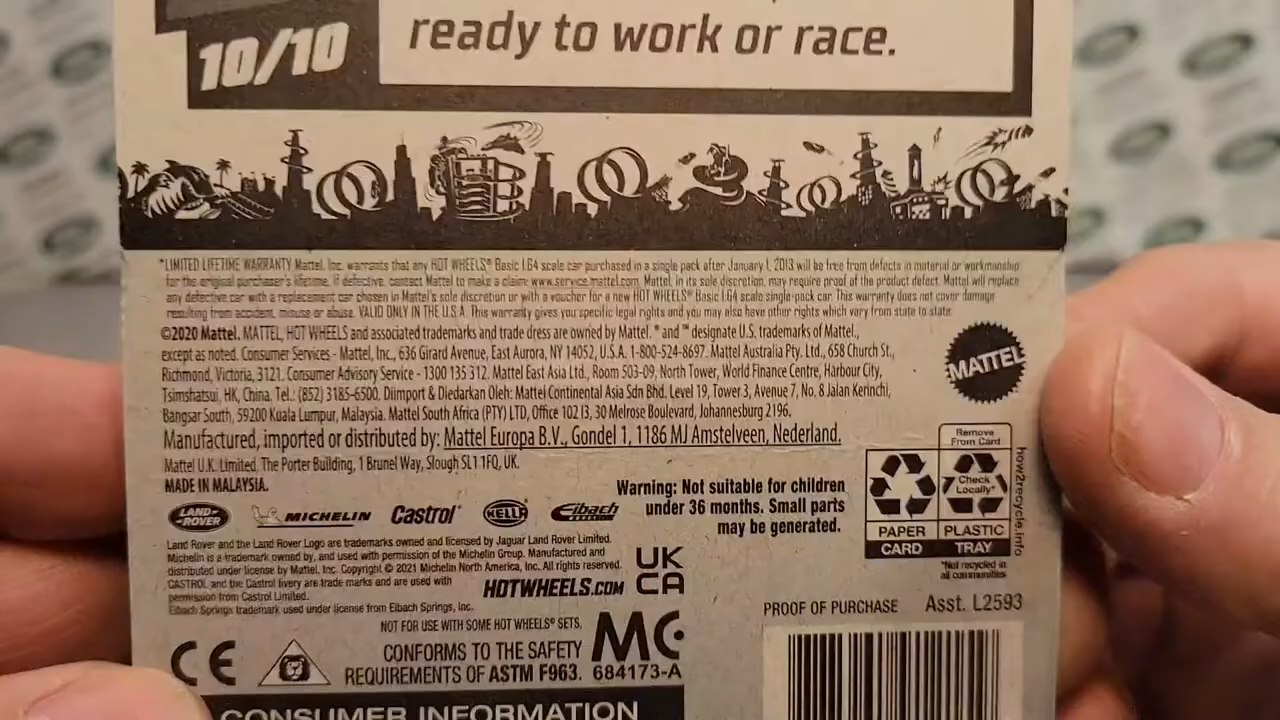 ready to work or race.
10/10
*LIMITED LIFETIME WARRANTY Mattel, Inc. warrants that any HOT WHEELS® Basic 1:64 scale car purchased in a single pack after January 1, 2013 will be free from defects in material or workmanship
for the original purchaser's lifetime. If defective, contact Mattel to make a claim: www.service.mattel.com. Mattel, in its sole discretion, may require proof of the product defect. Mattel will replace
any defective car with a replacement car chosen in Mattel's sole discretion or with a voucher for a new HOT WHEELS® Basic 1:64 scale single-pack car. This warranty does not cover damage
resulting from accident, misuse or abuse. VALID ONLY IN THE U.S.A. This warranty gives you specific legal rights and you may also have other rights which vary from state to state.
©2020 Mattel. MATTEL, HOT WHEELS and associated trademarks and trade dress are owned by Mattel. ® and ™ designate U.S. trademarks of Mattel,
except as noted. Consumer Services - Mattel, Inc., 636 Girard Avenue, East Aurora, NY 14052, U.S.A. 1-800-524-8697. Mattel Australia Pty. Ltd., 658 Church St.,
Richmond, Victoria, 3121. Consumer Advisory Service - 1300 135 312. Mattel East Asia Ltd., Room 503-09, North Tower, World Finance Centre, Harbour City,
Tsimshatsui, HK, China. Tel.: (852) 3185-6500. Diimport & Diedarkan Oleh: Mattel Continental Asia Sdn Bhd. Level 19, Tower 3, Avenue 7, No. 8 Jalan Kerinchi,
Bangsar South, 59200 Kuala Lumpur, Malaysia. Mattel South Africa (PTY) LTD, Office 102 I3, 30 Melrose Boulevard, Johannesburg 2196.
MATTEL
Manufactured, imported or distributed by: Mattel Europa B.V., Gondel 1, 1186 MJ Amstelveen, Nederland.
Mattel U.K. Limited, The Porter Building, 1 Brunel Way, Slough SL1 1FQ, UK.
MADE IN MALAYSIA.
Warning: Not suitable for children
under 36 months. Small parts
may be generated.
Remove
From Card
Check
Locally*
PAPER PLASTIC
CARD TRAY
*Not recycled in
all communities
how2recycle.info
LAND-ROVER MICHELIN Castrol HELLA Eibach
Land Rover and the Land Rover Logo are trademarks owned and licensed by Jaguar Land Rover Limited.
Michelin is a trademark owned by, and used with permission of the Michelin Group. Manufactured and
distributed under license by Mattel, Inc. Copyright © 2021 Michelin North America, Inc. All rights reserved.
CASTROL and the Castrol livery are trade marks and are used with
permission from Castrol Limited.
Eibach Springs trademark used under license from Eibach Springs, Inc.
HOTWHEELS.COM
UK
CA
PROOF OF PURCHASE Asst. L2593
NOT FOR USE WITH SOME HOT WHEELS® SETS.
CE
CONFORMS TO THE SAFETY
REQUIREMENTS OF ASTM F963.
MC
684173-A
CONSUMER INFORMATION